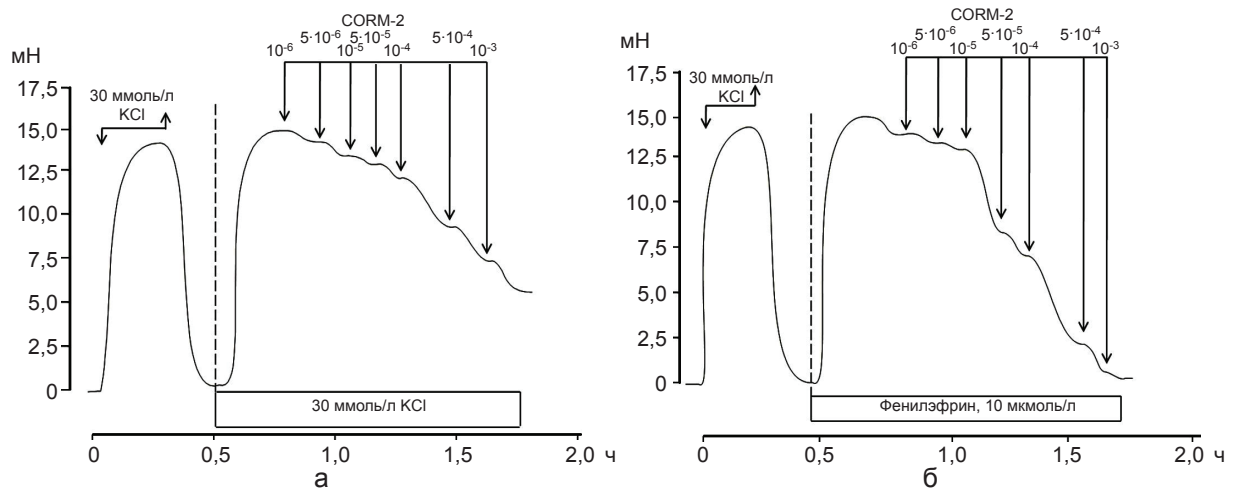 CORM-2
10-6 5·10-6 10-5 5·10-5 10-4 5·10-4 10-3
мН
17,5
15,0
12,5
10,0
7,5
5,0
2,5
0
30 ммоль/л
KCl
30 ммоль/л KCl
0 0,5 1,0 1,5 2,0 ч
а
CORM-2
10-6 5·10-6 10-5 5·10-5 10-4 5·10-4 10-3
мН
17,5
15,0
12,5
10,0
7,5
5,0
2,5
0
30 ммоль/л
KCl
Фенилэфрин, 10 мкмоль/л
0 0,5 1,0 1,5 2,0 ч
б